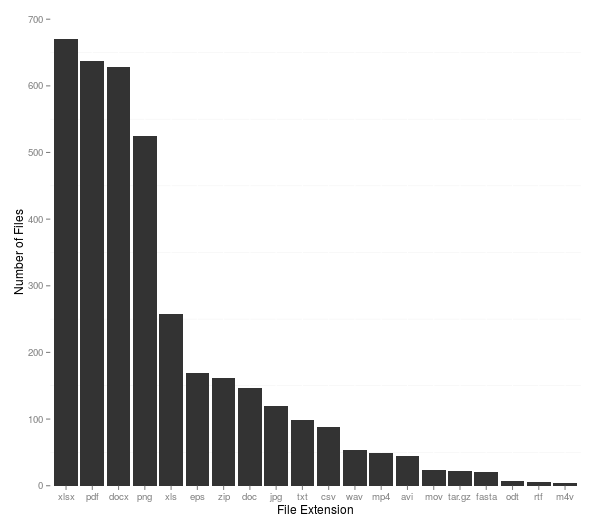 700
600
500
400
300
200
100
0
Number of Files
xlsx pdf docx png xls eps zip doc jpg txt csv wav mp4 avi mov tar.gz fasta odt rtf m4v
File Extension